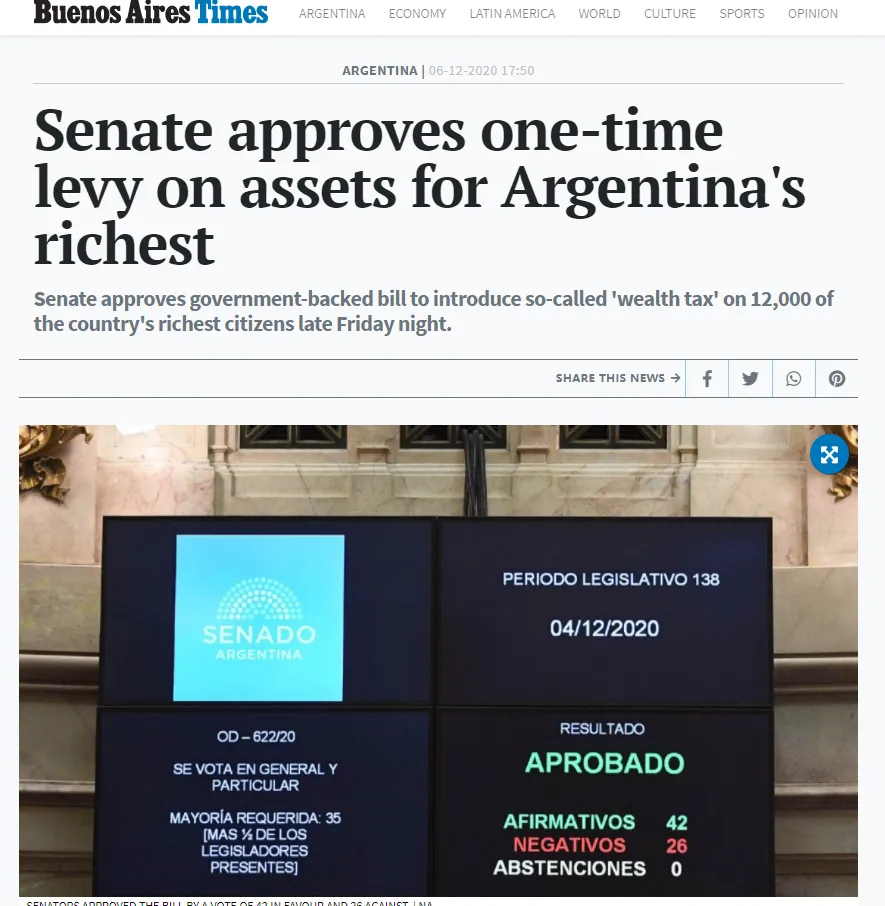 Buenos Aires Times
ARGENTINA ECONOMY LATIN AMERICA WORLD CULTURE SPORTS OPINION
ARGENTINA | 06-12-2020 17:50
Senate approves one-time
levy on assets for Argentina's
richest
Senate approves government-backed bill to introduce so-called 'wealth tax' on 12,000 of
the country's richest citizens late Friday night.
SHARE THIS NEWS →
SENADO
ARGENTINA
PERIODO LEGISLATIVO 138
04/12/2020
OD – 622/20
SE VOTA EN GENERAL Y
PARTICULAR
MAYORÍA REQUERIDA: 35
[MAS ½ DE LOS
LEGISLADORES
PRESENTES]
RESULTADO
APROBADO
AFIRMATIVOS 42
NEGATIVOS 26
ABSTENCIONES 0
SENATORS APPROVED THE BILL BY A VOTE OF 42 IN FAVOUR AND 26 AGAINST. | NA